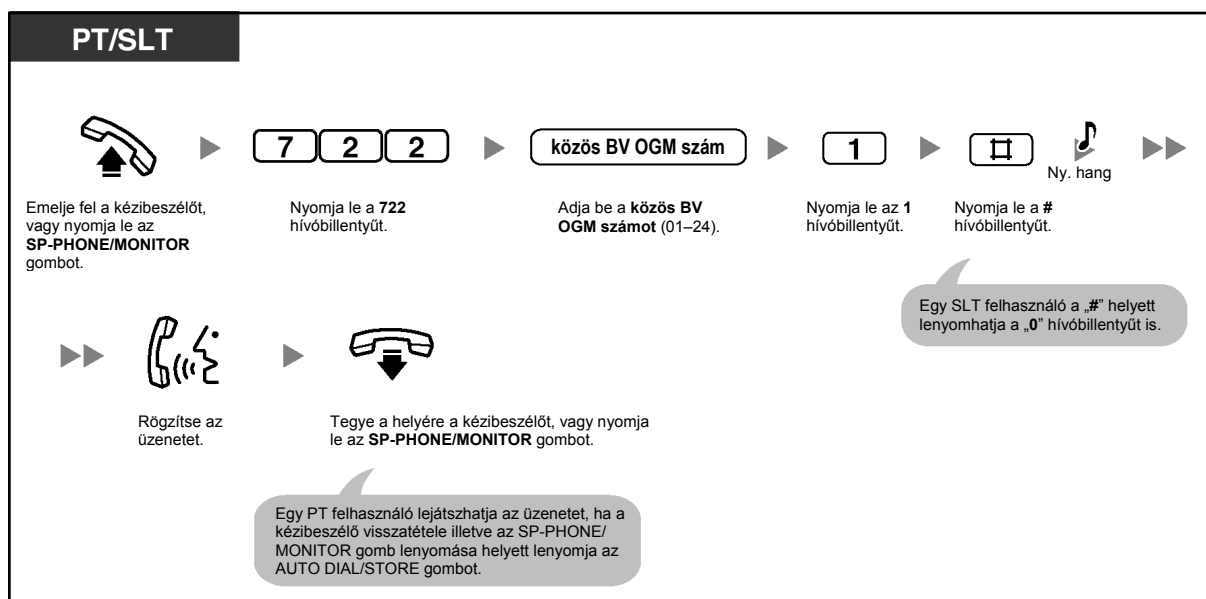 PT/SLT
7 2 2
közös BV OGM szám
1
#
Ny. hang
Emelje fel a kézibeszélőt,
vagy nyomja le az
SP-PHONE/MONITOR
gombot.
Nyomja le a 722
hívóbillentyűt.
Adja be a közös BV
OGM számot (01–24).
Nyomja le az 1
hívóbillentyűt.
Nyomja le a #
hívóbillentyűt.
Egy SLT felhasználó a „#” helyett
lenyomhatja a „0” hívóbillentyűt is.
Rögzítse az
üzenetet.
Tegye a helyére a kézibeszélőt, vagy nyomja
le az SP-PHONE/MONITOR gombot.
Egy PT felhasználó lejátszhatja az üzenetet, ha a
kézibeszélő visszatétele illetve az SP-PHONE/
MONITOR gomb lenyomása helyett lenyomja az
AUTO DIAL/STORE gombot.